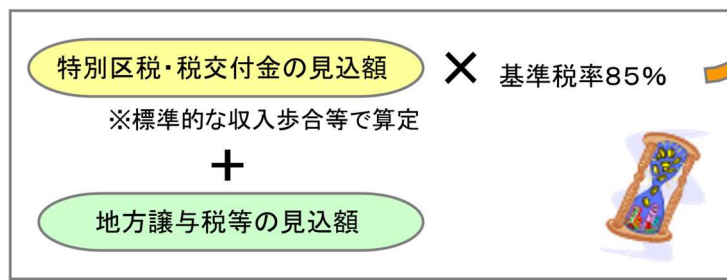 特別区税・税交付金の見込額 × 基準税率85%
※標準的な収入歩合等で算定
+
地方譲与税等の見込額